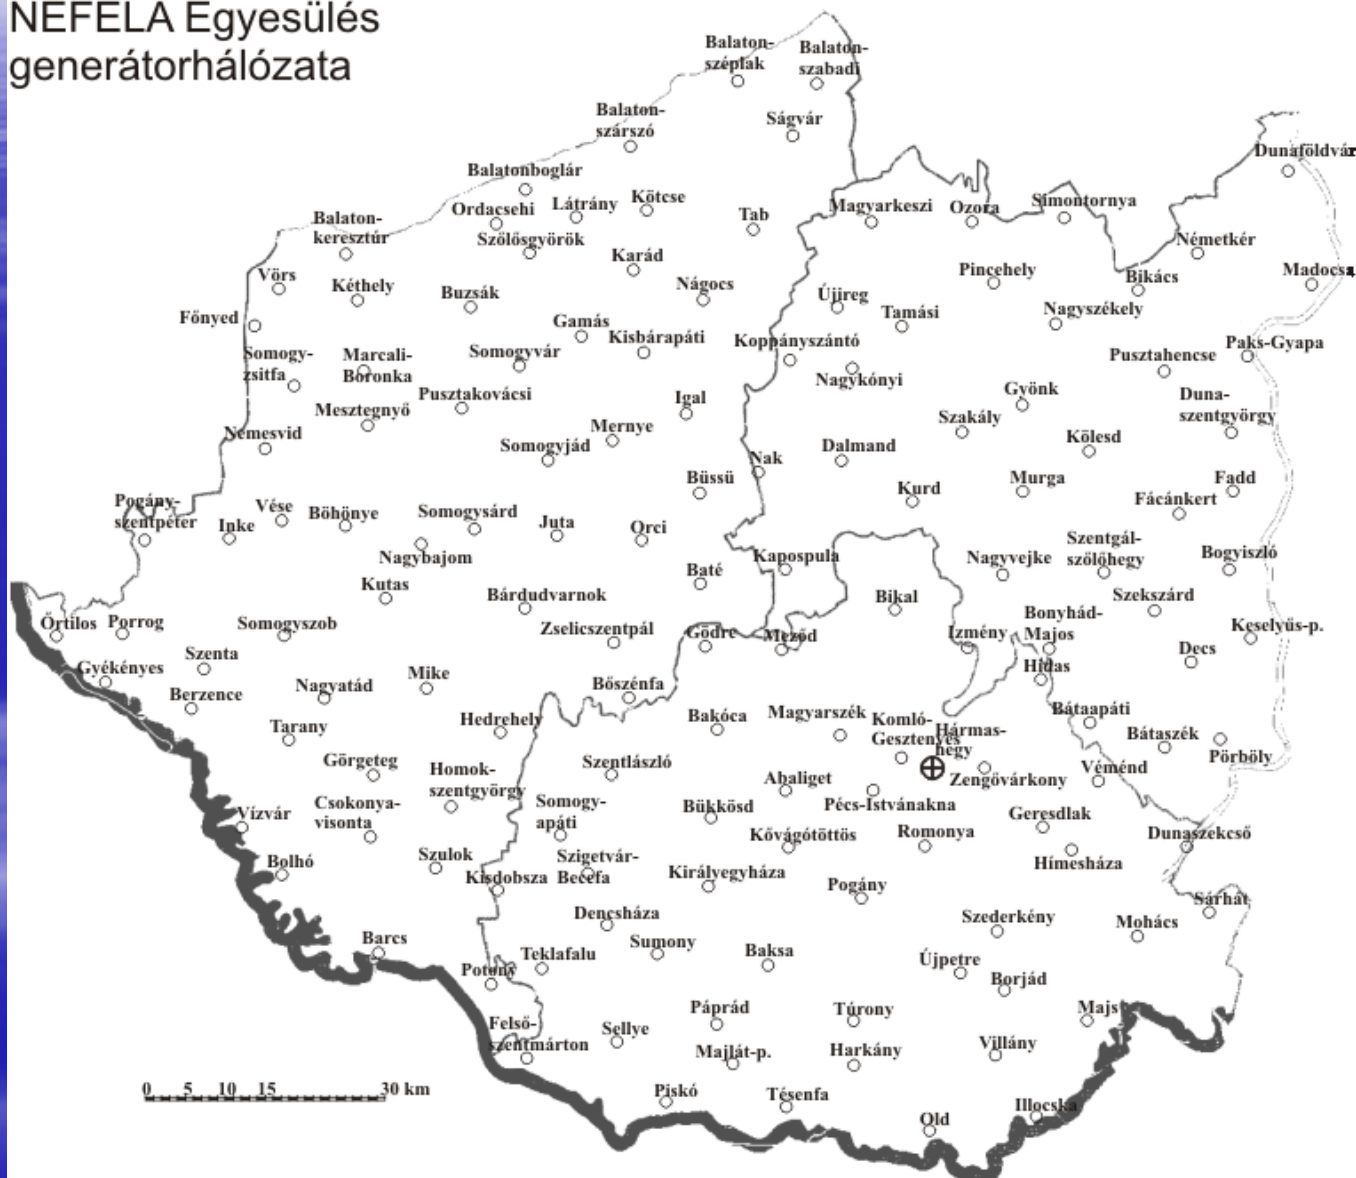 NEFELA Egyesülés
generátorhálózata
Balaton-
széplak
Balaton-
szabadi
Ságvár
Balaton-
szárszó
Dunaföldvár
Balatonboglár
Ordacsehi
Látrány
Kötcse
Tab
Magyarkeszi
Ozora
Simontornya
Balaton-
keresztúr
Szőlősgyörök
Karád
Németkér
Vörs
Kéthely
Buzsák
Nágocs
Újireg
Pincehely
Bikács
Madocsa
Főnyed
Gamás
Kisbárapáti
Tamási
Nagyszékely
Somogy-
zsitfa
Marcali-
Boronka
Somogyvár
Koppányszántó
Nagykónyi
Pusztahencse
Paks-Gyapa
Mesztegnyő
Pusztakovácsi
Igal
Gyönk
Duna-
szentgyörgy
Nemesvid
Somogyjád
Mernye
Szakály
Kölesd
Büssü
Nak
Dalmand
Kurd
Murga
Fácánkert
Fadd
Pogány-
szentpéter
Inke
Vése
Böhönye
Somogysárd
Nagybajom
Juta
Orci
Kapospula
Nagyvejke
Szentgál-
szőlőhegy
Bogyiszló
Kutas
Bárdudvarnok
Baté
Bikal
Szekszárd
Őrtilos
Porrog
Somogyszob
Zselicszentpál
Gödre
Meződ
Izmény
Bonyhád-
Majos
Keselyűs-p.
Gyékényes
Szenta
Hidas
Decs
Berzence
Nagyatád
Mike
Bőszénfa
Tarany
Hedrehely
Bakóca
Magyarszék
Komló-
Gesztenyés
Hármas-
hegy
Bátaapáti
Bátaszék
Pörböly
Görgeteg
Homok-
szentgyörgy
Szentlászló
Abaliget
Zengővárkony
Véménd
Vízvár
Csokonya-
visonta
Somogy-
apáti
Bükkösd
Pécs-Istvánakna
Geresdlak
Kővágótöttös
Romonya
Hímesháza
Dunaszekcső
Bolhó
Szulok
Kisdobsza
Szigetvár-
Becefa
Királyegyháza
Pogány
Sárhát
Dencsháza
Szederkény
Mohács
Barcs
Potony
Teklafalu
Sumony
Baksa
Újpetre
Borjád
Felső-
szentmárton
Sellye
Páprád
Túrony
Majs
Majlát-p.
Harkány
Villány
0 5 10 15 30 km
Piskó
Tésenfa
Old
Illocska